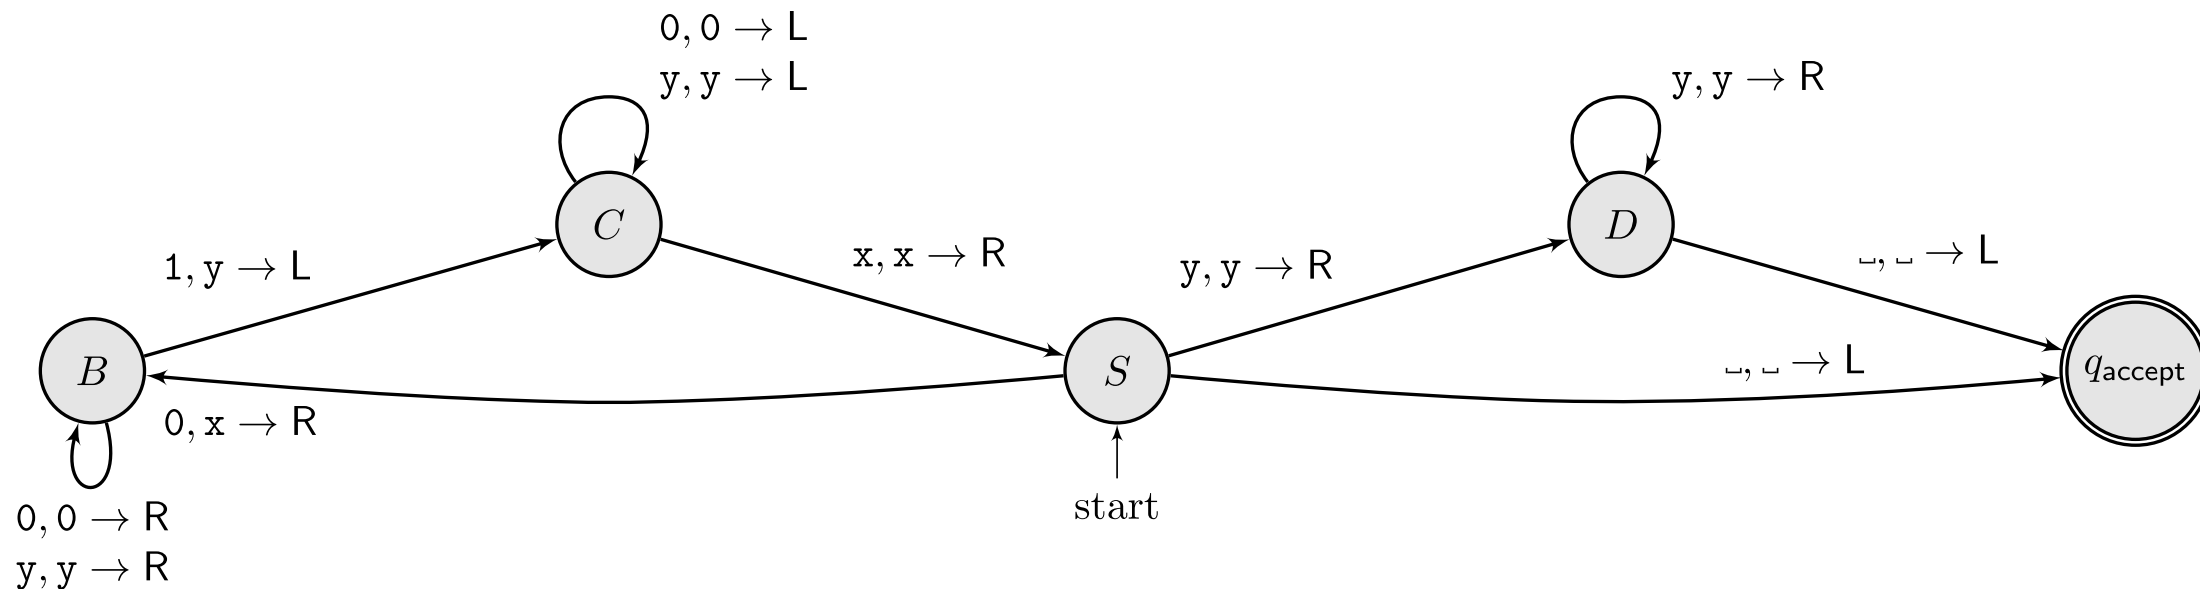 0, 0 → L
y, y → L
y, y → R
C
D
1, y → L
x, x → R
y, y → R
␣, ␣ → L
B
S
␣, ␣ → L
q_accept
0, x → R
start
0, 0 → R
y, y → R